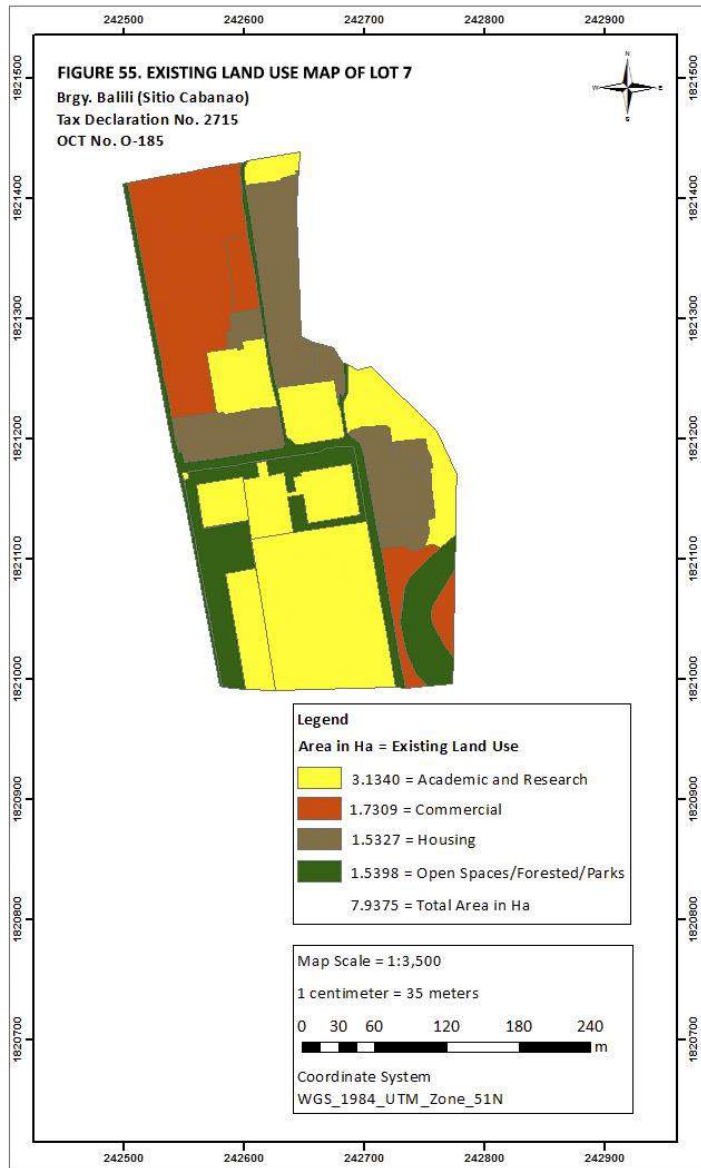 242500 242600 242700 242800 242900
FIGURE 55. EXISTING LAND USE MAP OF LOT 7
Brgy. Balili (Sitio Cabanao)
Tax Declaration No. 2715
OCT No. O-185
N
W E
S
1821500 1821500
1821400 1821400
1821300 1821300
1821200 1821200
1821100 1821100
1821000 1821000
1820900 1820900
1820800 1820800
1820700 1820700
Legend
Area in Ha = Existing Land Use
3.1340 = Academic and Research
1.7309 = Commercial
1.5327 = Housing
1.5398 = Open Spaces/Forested/Parks
7.9375 = Total Area in Ha
Map Scale = 1:3,500
1 centimeter = 35 meters
0 30 60 120 180 240
m
Coordinate System
WGS_1984_UTM_Zone_51N
242500 242600 242700 242800 242900